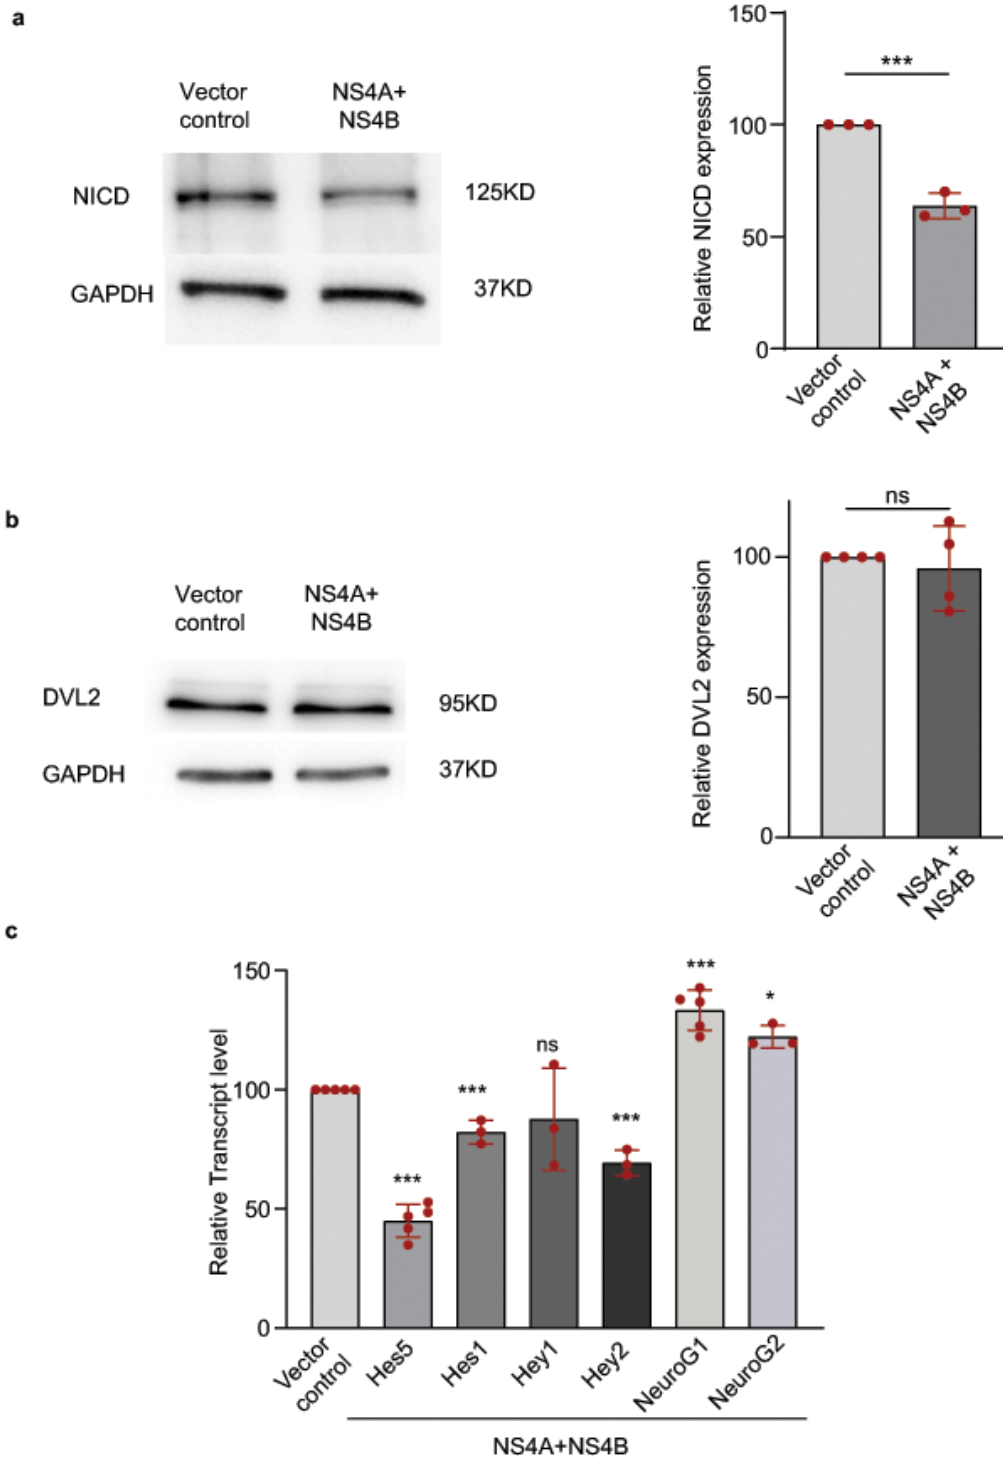 a
Vector
control
NS4A+
NS4B
NICD
125KD
GAPDH
37KD
Relative NICD expression
150
100
50
0
***
Vector
control
NS4A +
NS4B
b
Vector
control
NS4A+
NS4B
DVL2
95KD
GAPDH
37KD
Relative DVL2 expression
100
50
0
ns
Vector
control
NS4A +
NS4B
c
Relative Transcript level
150
100
50
0
***
***
ns
***
***
*
Vector
control
Hes5
Hes1
Hey1
Hey2
NeuroG1
NeuroG2
NS4A+NS4B